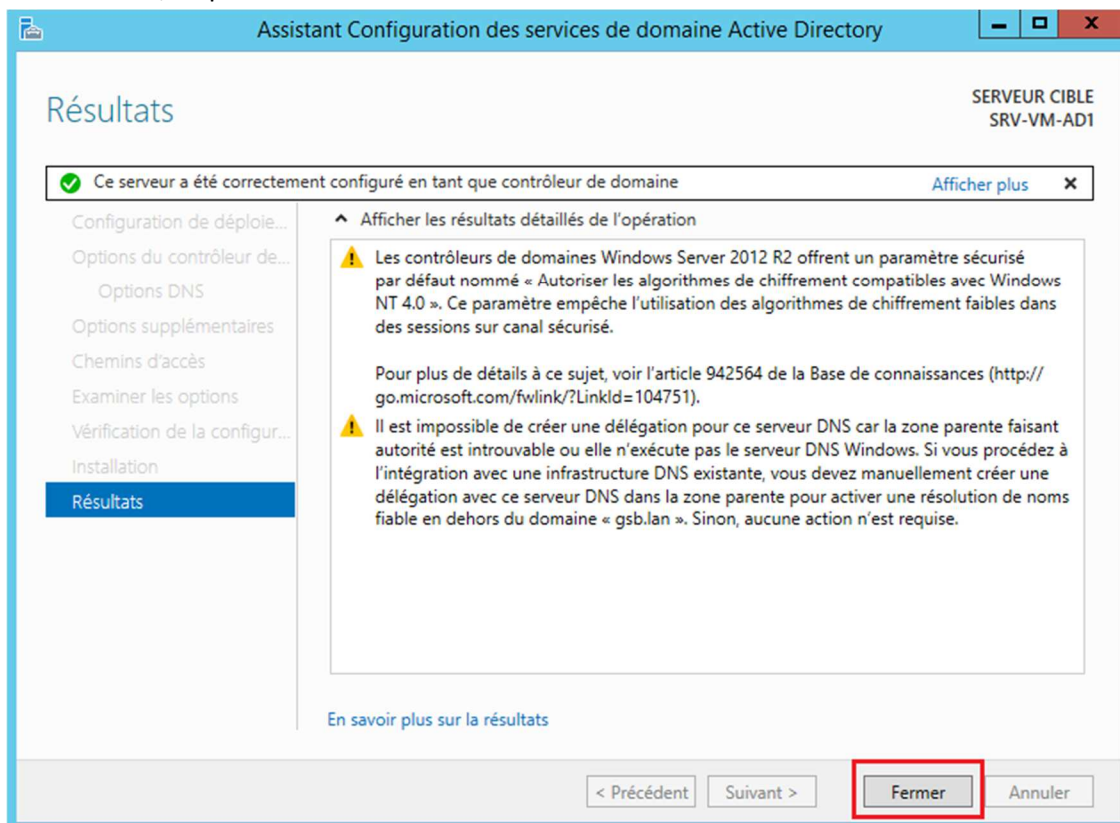 Assistant Configuration des services de domaine Active Directory
Résultats
SERVEUR CIBLE
SRV-VM-AD1
Ce serveur a été correctement configuré en tant que contrôleur de domaine
Afficher plus
Configuration de déploie...
Options du contrôleur de...
Options DNS
Options supplémentaires
Chemins d'accès
Examiner les options
Vérification de la configur...
Installation
Résultats
Afficher les résultats détaillés de l'opération
Les contrôleurs de domaines Windows Server 2012 R2 offrent un paramètre sécurisé
par défaut nommé « Autoriser les algorithmes de chiffrement compatibles avec Windows
NT 4.0 ». Ce paramètre empêche l'utilisation des algorithmes de chiffrement faibles dans
des sessions sur canal sécurisé.
Pour plus de détails à ce sujet, voir l'article 942564 de la Base de connaissances (http://
go.microsoft.com/fwlink/?LinkId=104751).
Il est impossible de créer une délégation pour ce serveur DNS car la zone parente faisant
autorité est introuvable ou elle n'exécute pas le serveur DNS Windows. Si vous procédez à
l'intégration avec une infrastructure DNS existante, vous devez manuellement créer une
délégation avec ce serveur DNS dans la zone parente pour activer une résolution de noms
fiable en dehors du domaine « gsb.lan ». Sinon, aucune action n'est requise.
En savoir plus sur la résultats
< Précédent
Suivant >
Fermer
Annuler